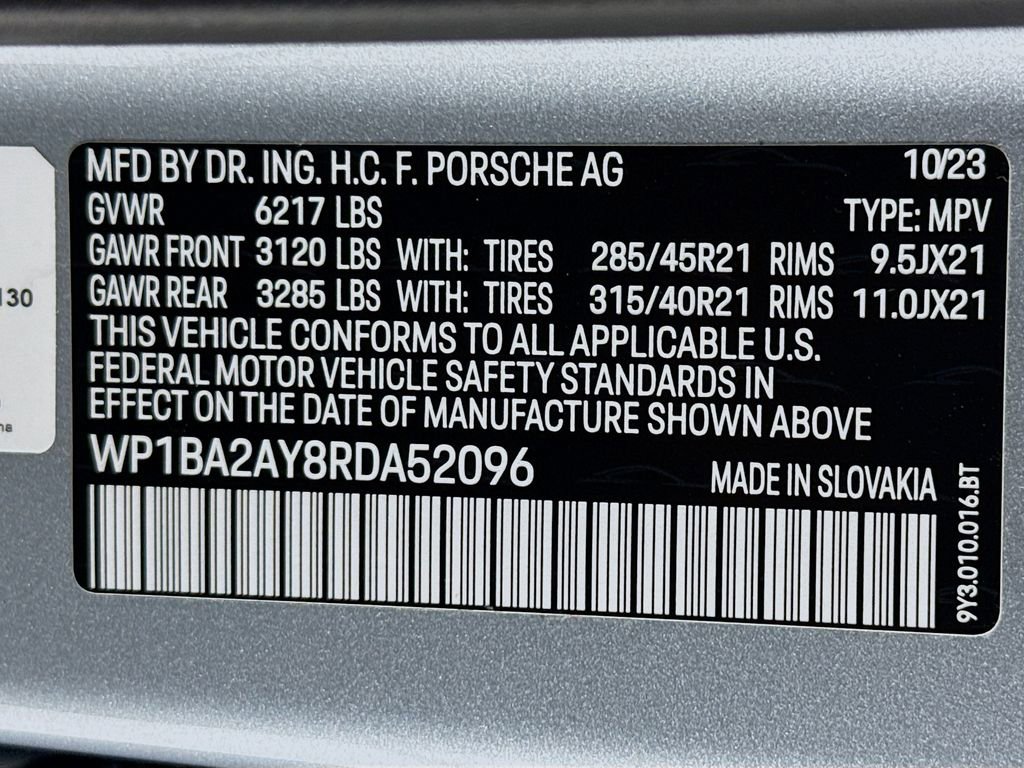 MFD BY DR. ING. H.C. F. PORSCHE AG 10/23
GVWR 6217 LBS TYPE: MPV
GAWR FRONT 3120 LBS WITH: TIRES 285/45R21 RIMS 9.5JX21
GAWR REAR 3285 LBS WITH: TIRES 315/40R21 RIMS 11.0JX21
THIS VEHICLE CONFORMS TO ALL APPLICABLE U.S.
FEDERAL MOTOR VEHICLE SAFETY STANDARDS IN
EFFECT ON THE DATE OF MANUFACTURE SHOWN ABOVE
WP1BA2AY8RDA52096 MADE IN SLOVAKIA
9Y3.010.016.BT
130